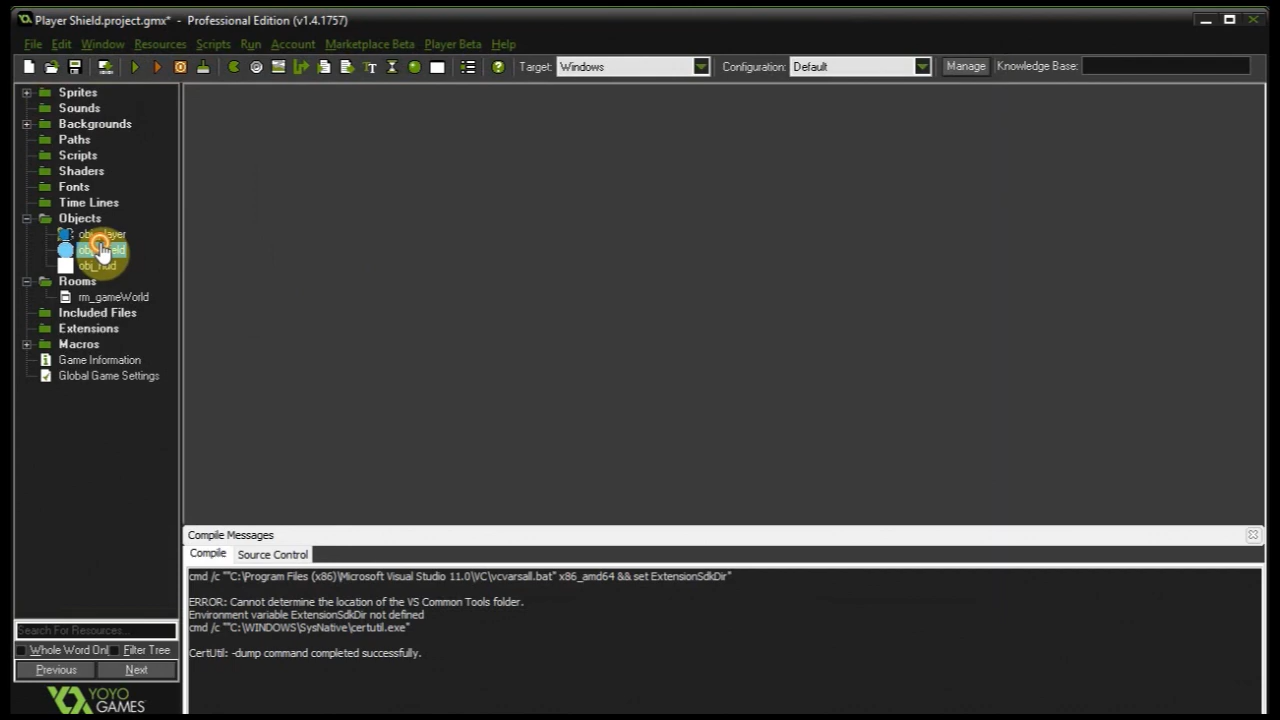 Player Shield.project.gmx* - Professional Edition (v1.4.1757)
File Edit Window Resources Scripts Run Account Marketplace Beta Player Beta Help
Target: Windows Configuration: Default Manage Knowledge Base:
Sprites
Sounds
Backgrounds
Paths
Scripts
Shaders
Fonts
Time Lines
Objects
Rooms
rm_gameWorld
Included Files
Extensions
Macros
Game Information
Global Game Settings
Compile Messages
Compile Source Control
cmd /c ""C:\Program Files (x86)\Microsoft Visual Studio 11.0\VC\vcvarsall.bat" x86_amd64 && set ExtensionSdkDir"
ERROR: Cannot determine the location of the VS Common Tools folder.
Environment variable ExtensionSdkDir not defined
cmd /c ""C:\WINDOWS\SysNative\certutil.exe"
CertUtil: -dump command completed successfully.
Search For Resources...
Whole Word Onl Filter Tree
Previous Next
YOYO
GAMES